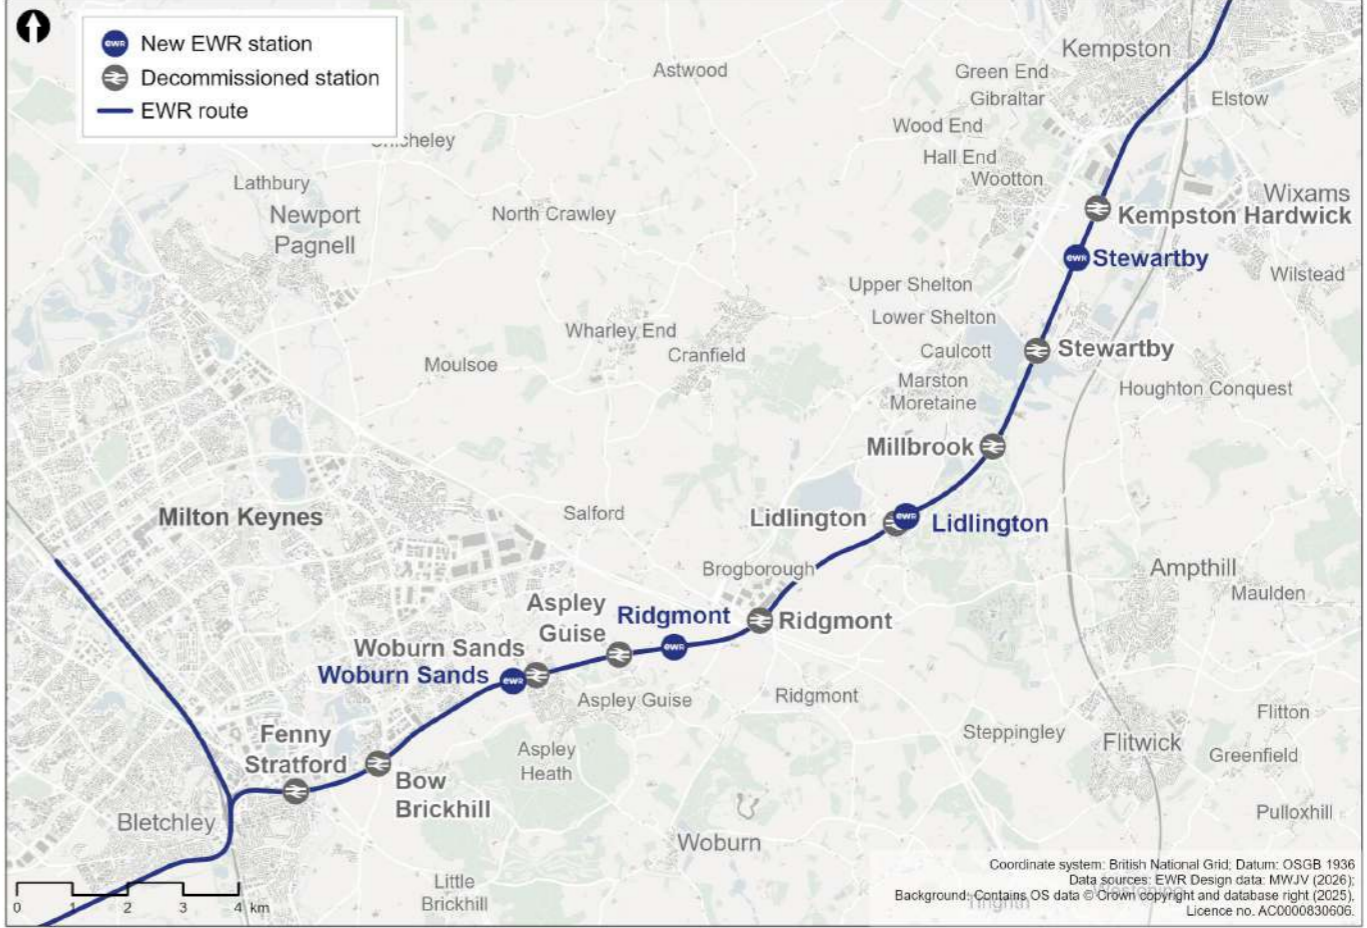 New EWR station
Decommissioned station
EWR route
Kempston
Astwood
Green End
Gibraltar
Elstow
Wood End
Hall End
Wootton
Lathbury
Newport
Pagnell
North Crawley
Wixams
Kempston Hardwick
Stewartby
Wilstead
Upper Shelton
Lower Shelton
Wharley End
Cranfield
Caulcott
Stewartby
Moulsoe
Marston
Moretaine
Houghton Conquest
Millbrook
Milton Keynes
Salford
Lidlington
Lidlington
Brogborough
Ampthill
Maulden
Aspley
Guise
Ridgmont
Ridgmont
Woburn Sands
Woburn Sands
Aspley Guise
Ridgmont
Flitton
Steppingley
Flitwick
Greenfield
Fenny
Stratford
Aspley
Heath
Bow
Brickhill
Bletchley
Pulloxhill
Woburn
Little
Brickhill
0 1 2 3 4 km
Coordinate system: British National Grid; Datum: OSGB 1936
Data sources: EWR Design data: MWJV (2026);
Background: Contains OS data © Crown copyright and database right (2025),
Licence no. AC0000830606.